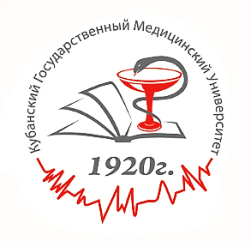 Кубанский Государственный Медицинский Университет
1920г.